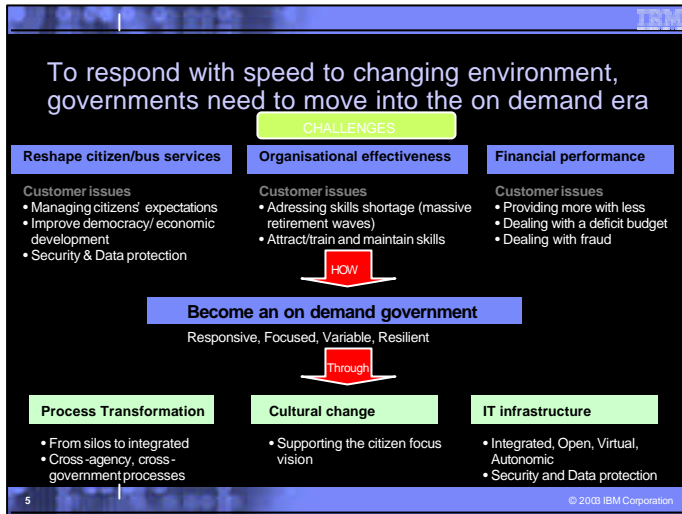 IBM
To respond with speed to changing environment,
governments need to move into the on demand era
CHALLENGES
Reshape citizen/bus services
Customer issues
• Managing citizens' expectations
• Improve democracy/ economic
development
• Security & Data protection
Organisational effectiveness
Customer issues
• Adressing skills shortage (massive
retirement waves)
• Attract/train and maintain skills
Financial performance
Customer issues
• Providing more with less
• Dealing with a deficit budget
• Dealing with fraud
HOW
Become an on demand government
Responsive, Focused, Variable, Resilient
Through
Process Transformation
• From silos to integrated
• Cross-agency, cross-
government processes
Cultural change
• Supporting the citizen focus
vision
IT infrastructure
• Integrated, Open, Virtual,
Autonomic
• Security and Data protection
5
© 2003 IBM Corporation